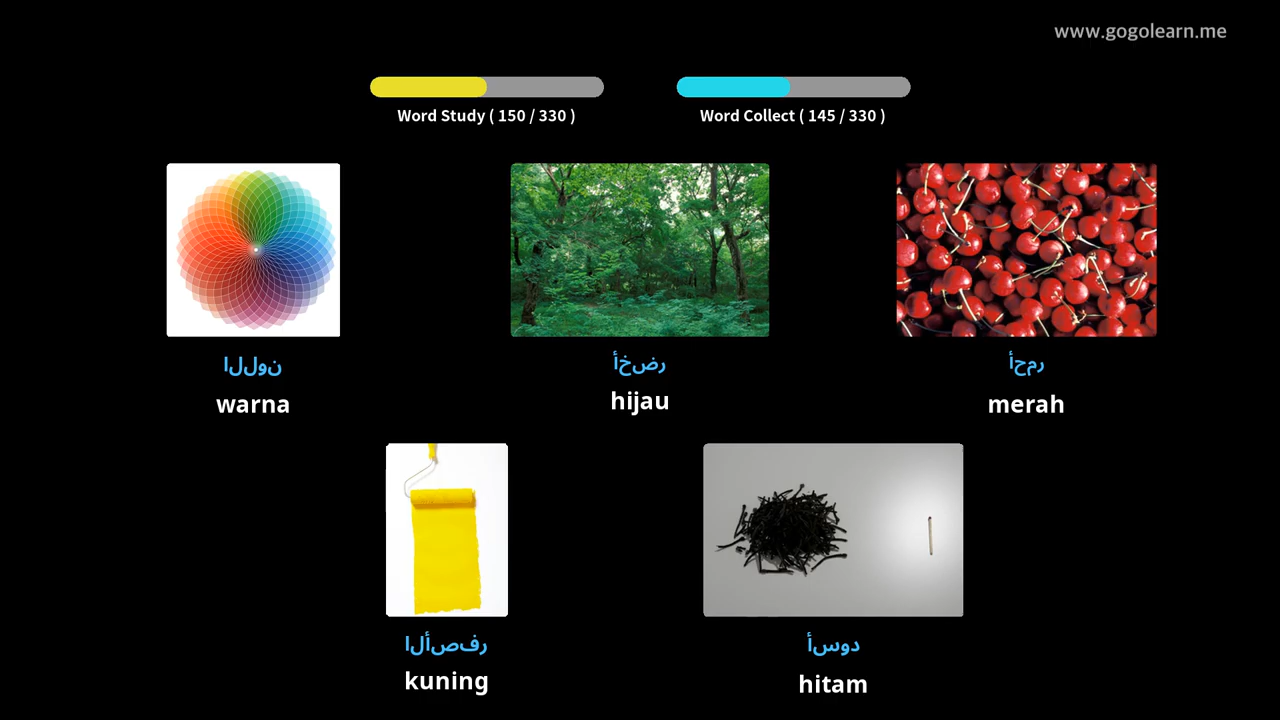 www.gogolearn.me
Word Study ( 150 / 330 )
Word Collect ( 145 / 330 )
اللون
أخضر
أحمر
warna
hijau
merah
الأصفر
أسود
kuning
hitam